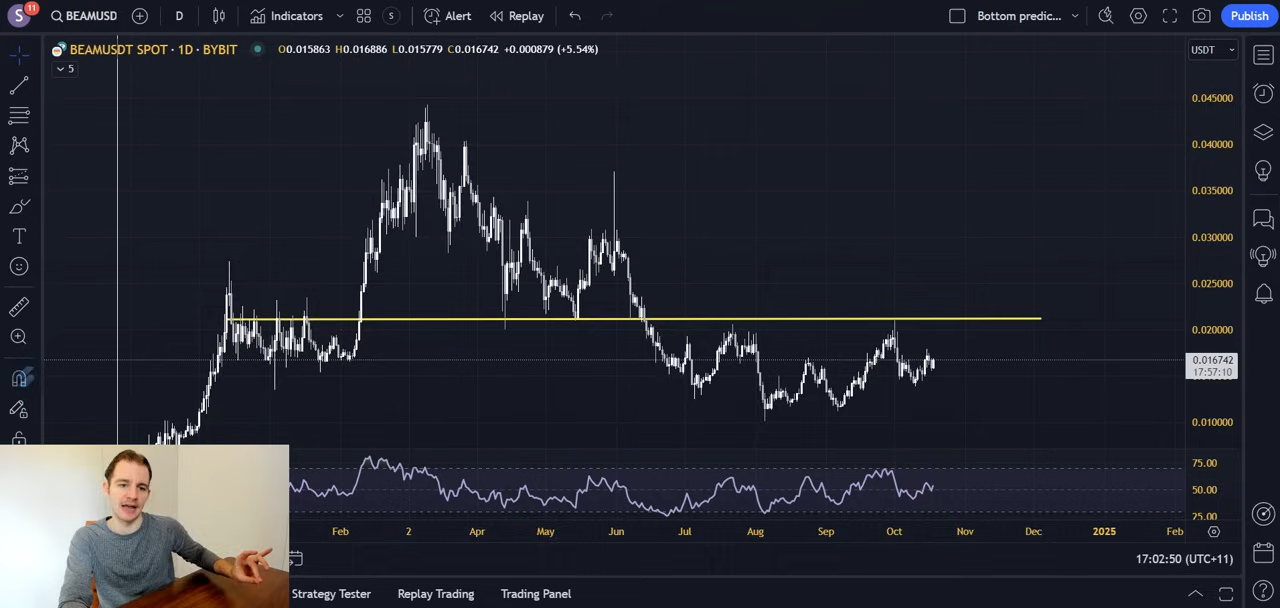 S 11 BEAMUSD D Indicators S Alert Replay Bottom predic... Publish
BEAMUSDT SPOT · 1D · BYBIT O0.015863 H0.016886 L0.015779 C0.016742 +0.000879 (+5.54%) USDT
5
0.045000
0.040000
0.035000
0.030000
0.025000
0.020000
0.016742
17:57:10
0.010000
75.00
50.00
25.00
Feb 2 Apr May Jun Jul Aug Sep Oct Nov Dec 2025 Feb
17:02:50 (UTC+11)
Strategy Tester Replay Trading Trading Panel